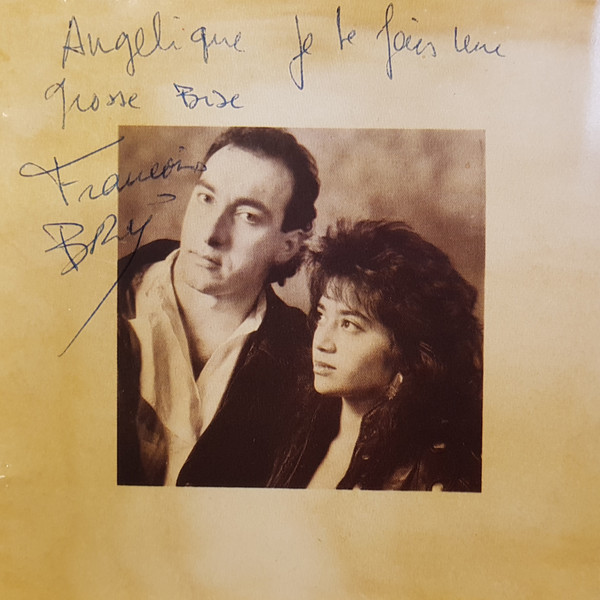 Angelique Je te fais une
grosse Bise
François
BRY